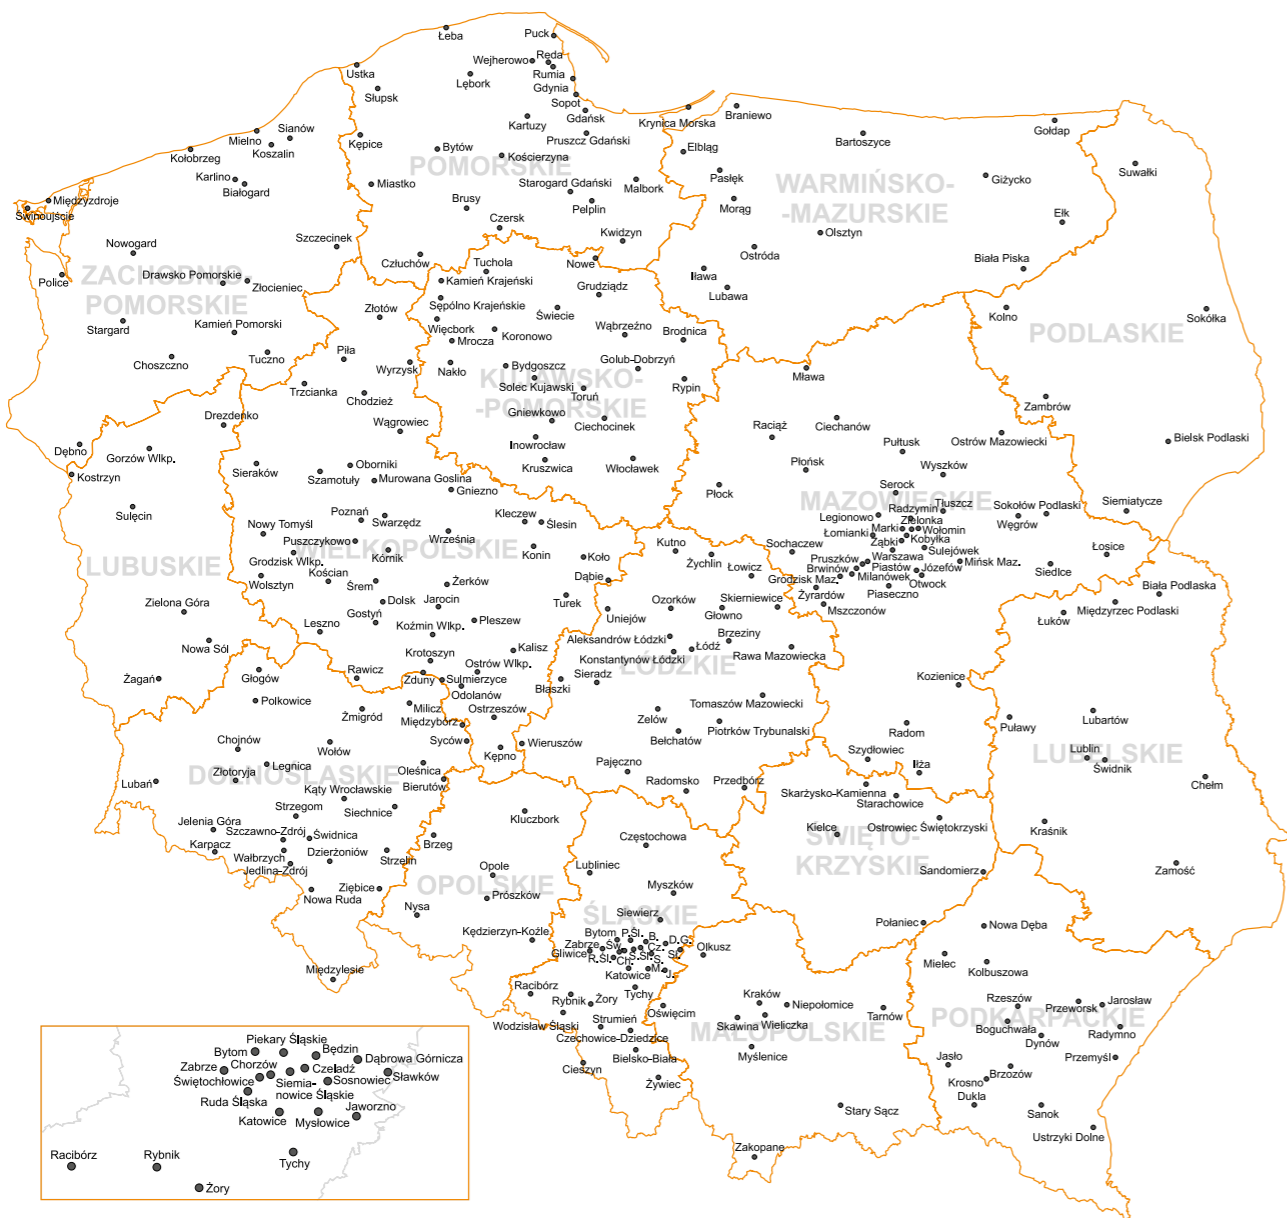 Łeba
Puck
Wejherowo
Ręda
Rumia
Ustka
Lębork
Gdynia
Słupsk
Sopot
Gdańsk
Krynica Morska
Braniewo
Gołdap
Mielno
Sianów
Koszalin
Kępice
Kartuzy
Pruszcz Gdański
Bartoszyce
Kołobrzeg
Bytów
Kościerzyna
Elbląg
POMORSKIE
Karlino
Białogard
Miastko
Starogard Gdański
Malbork
Pasłęk
WARMIŃSKO-
-MAZURSKIE
Giżycko
Suwałki
Międzyzdroje
Świnoujście
Brusy
Pelplin
Morąg
Czersk
Ełk
Olsztyn
Nowogard
Szczecinek
Kwidzyn
Ostróda
Człuchów
Tuchola
Nowe
Iława
Biała Piska
Police
ZACHODNIO-
POMORSKIE
Drawsko Pomorskie
Złocieniec
Kamień Krajeński
Grudziądz
Lubawa
Sępólno Krajeńskie
Złotów
Świecie
Kolno
Sokółka
Stargard
Kamień Pomorski
Więcbork
Mrocza
Koronowo
Wąbrzeźno
Brodnica
PODLASKIE
Choszczno
Tuczno
Piła
Wyrzysk
Nakło
Bydgoszcz
Golub-Dobrzyń
Mława
KUJAWSKO-
-POMORSKIE
Solec Kujawski
Toruń
Rypin
Trzcianka
Chodzież
Zambrów
Drezdenko
Wągrowiec
Gniewkowo
Ciechocinek
Raciąż
Ciechanów
Dębno
Gorzów Wlkp.
Inowrocław
Pułtusk
Ostrów Mazowiecki
Bielsk Podlaski
Kostrzyn
Sieraków
Oborniki
Szamotuły
Murowana Goslina
Kruszwica
Włocławek
Płońsk
Wyszków
Gniezno
Płock
Serock
MAZOWIECKIE
Sulęcin
Poznań
Swarzędz
Kleczew
Ślesin
Radzymin
Tłuszcz
Siemiatycze
Nowy Tomyśl
Puszczykowo
Września
Legionowo
Zielonka
Sokołów Podlaski
Węgrów
WIELKOPOLSKIE
Łomianki
Marki
Wołomin
Kobyłka
Ząbki
LUBUSKIE
Grodzisk Wlkp.
Kórnik
Konin
Koło
Kutno
Sochaczew
Warszawa
Sulejówek
Łosice
Wolsztyn
Kościan
Śrem
Żerków
Dąbie
Żychlin
Łowicz
Pruszków
Brwinów
Piastów
Józefów
Mińsk Maz.
Siedlce
Grodzisk Maz.
Milanówek
Otwock
Żyrardów
Piaseczno
Biała Podlaska
Zielona Góra
Dolsk
Jarocin
Turek
Uniejów
Ozorków
Głowno
Skierniewice
Mszczonów
Międzyrzec Podlaski
Łuków
Leszno
Gostyń
Koźmin Wlkp.
Pleszew
Nowa Sól
Aleksandrów Łódzki
Łódź
Brzeziny
Konstantynów Łódzki
Rawa Mazowiecka
ŁÓDZKIE
Krotoszyn
Kalisz
Żagań
Głogów
Rawicz
Zduny
Ostrów Wlkp.
Sulmierzyce
Sieradz
Błaszki
Kozienice
Polkowice
Odolanów
Milicz
Tomaszów Mazowiecki
Żmigród
Międzybórz
Ostrzeszów
Zelów
Piotrków Trybunalski
Puławy
Lubartów
Radom
Chojnów
Wołów
Syców
Kępno
Wieruszów
Bełchatów
Szydłowiec
Lublin
LUBELSKIE
Świdnik
Legnica
Złotoryja
DOLNOŚLĄSKIE
Oleśnica
Pajęczno
Iłża
Lubań
Kąty Wrocławskie
Bierutów
Radomsko
Przedbórz
Skarżysko-Kamienna
Starachowice
Chełm
Strzegom
Siechnice
Kluczbork
Częstochowa
Kielce
Ostrowiec Świętokrzyski
Kraśnik
Jelenia Góra
Szczawno-Zdrój
Świdnica
ŚWIĘTO-
KRZYSKIE
Karpacz
Wałbrzych
Dzierżoniów
Strzelin
Brzeg
Jedlina-Zdrój
Opole
Lubliniec
Sandomierz
Zamość
OPOLSKIE
Nowa Ruda
Ziębice
Prószków
Myszków
Nysa
ŚLĄSKIE
Siewierz
Połaniec
Nowa Dęba
Kędzierzyn-Koźle
Bytom
P.Śl.
B.
D.G.
Zabrze
Św.
Cz.
Olkusz
Gliwice
S.Śl.
S.
Sł.
R.Śl.
Ch.
M.
J.
Katowice
Mielec
Kolbuszowa
Międzylesie
Racibórz
Rybnik
Żory
Tychy
Oświęcim
Kraków
Niepołomice
Tarnów
Rzeszów
Przeworsk
Jarosław
Wodzisław Śląski
Strumień
Skawina
Wieliczka
PODKARPACKIE
MAŁOPOLSKIE
Boguchwała
Radymno
Czechowice-Dziedzice
Dynów
Bielsko-Biała
Myślenice
Przemyśl
Cieszyn
Jasło
Żywiec
Brzozów
Krosno
Dukla
Stary Sącz
Sanok
Ustrzyki Dolne
Zakopane
Piekary Śląskie
Bytom
Będzin
Dąbrowa Górnicza
Zabrze
Chorzów
Czeladź
Świętochłowice
Siemia-
nowice Śląskie
Sosnowiec
Sławków
Ruda Śląska
Katowice
Mysłowice
Jaworzno
Racibórz
Rybnik
Tychy
Żory